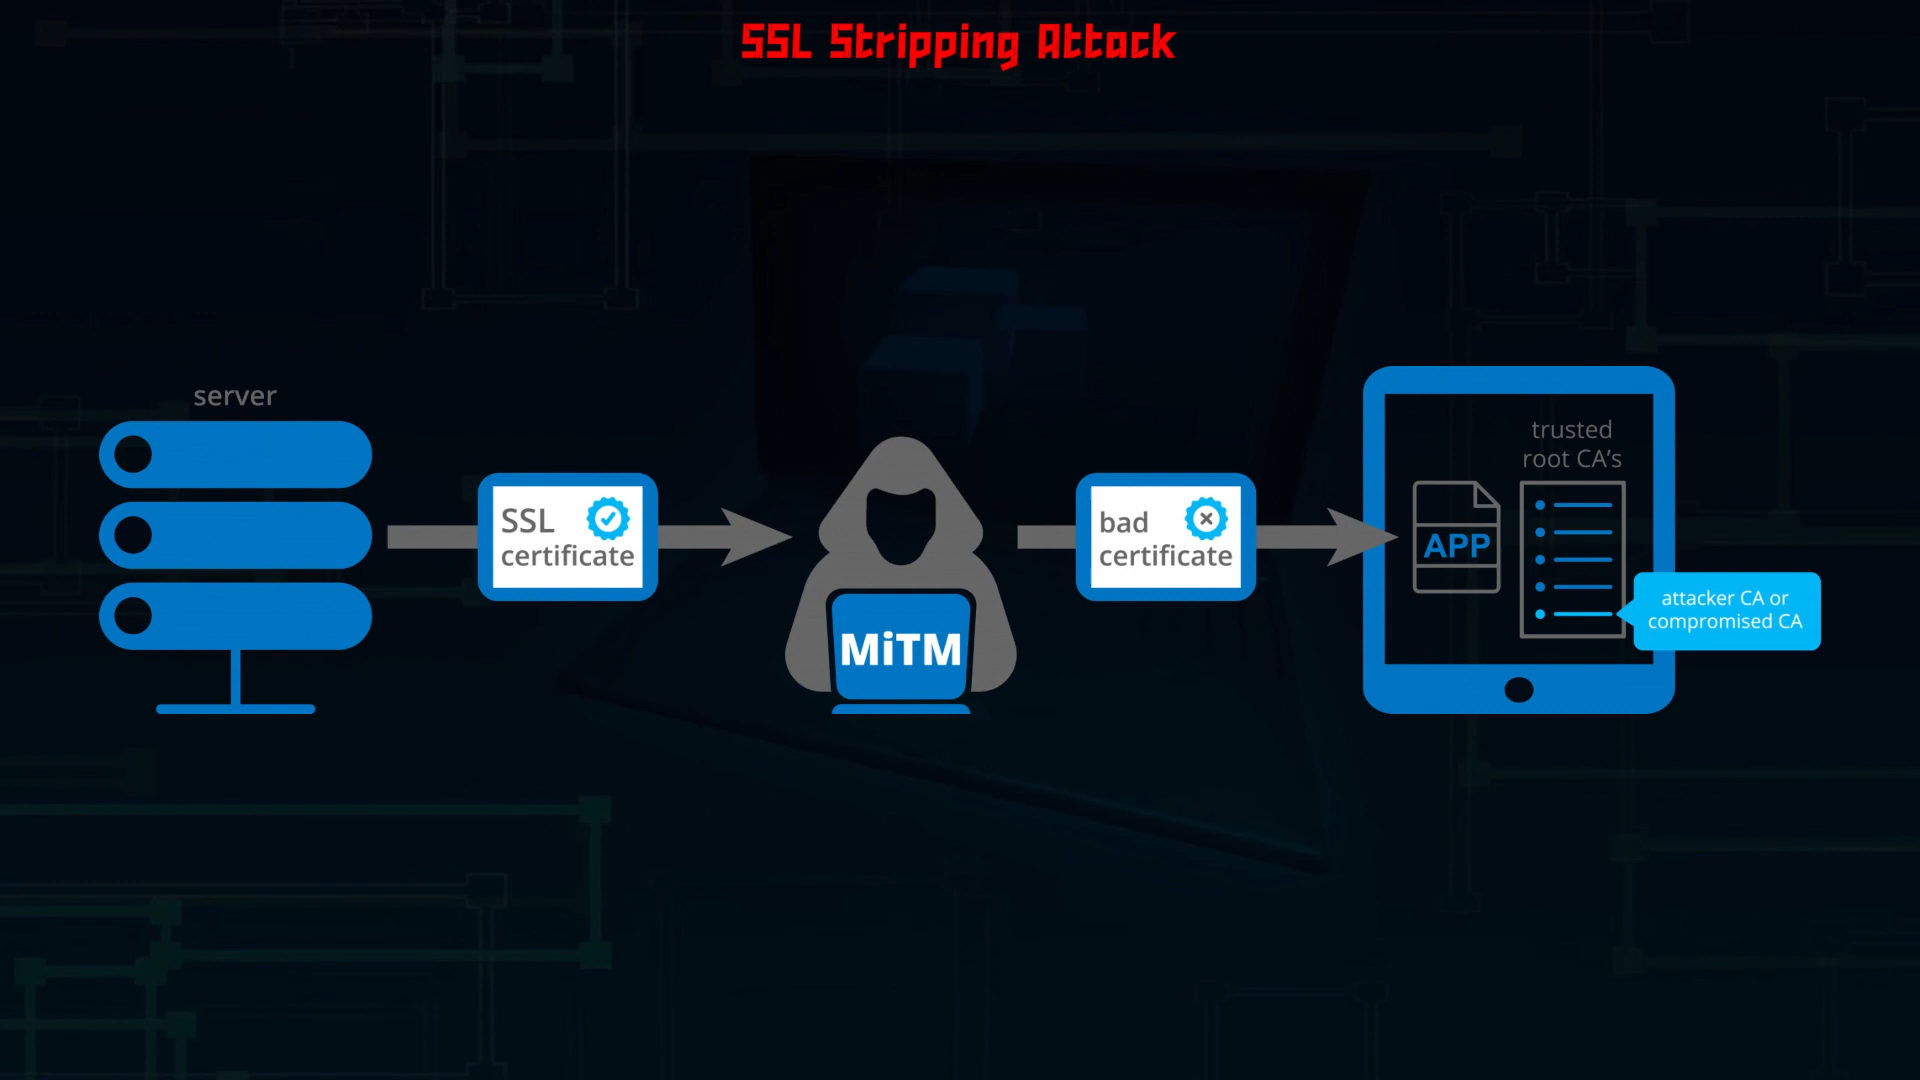 SSL Stripping Attack
server
SSL
certificate
MiTM
bad
certificate
trusted
root CA's
APP
attacker CA or
compromised CA